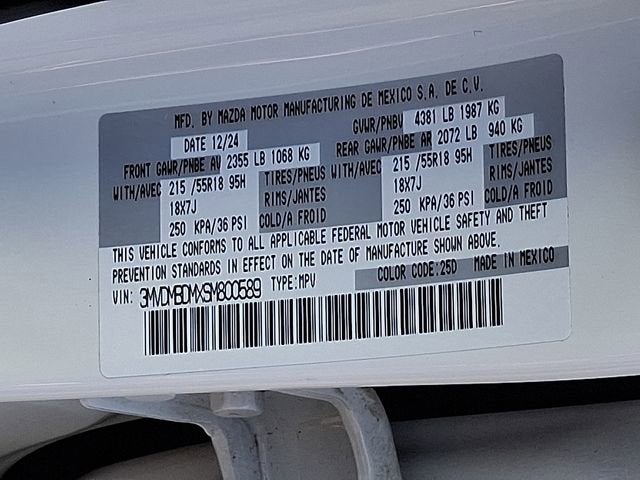 MFD. BY MAZDA MOTOR MANUFACTURING DE MEXICO S.A. DE C.V.
DATE 12/24 GVWR/PNBV 4381 LB 1987 KG
FRONT GAWR/PNBE AV 2355 LB 1068 KG REAR GAWR/PNBE AR 2072 LB 940 KG
WITH/AVEC 215 /55R18 95H TIRES/PNEUS WITH/AVEC 215 /55R18 95H TIRES/PNEUS
18X7J RIMS/JANTES 18X7J RIMS/JANTES
250 KPA/36 PSI COLD/A FROID 250 KPA/36 PSI COLD/A FROID
THIS VEHICLE CONFORMS TO ALL APPLICABLE FEDERAL MOTOR VEHICLE SAFETY AND THEFT
PREVENTION STANDARDS IN EFFECT ON THE DATE OF MANUFACTURE SHOWN ABOVE.
COLOR CODE:25D MADE IN MEXICO
VIN: 3MVDMBDMXSM800589 TYPE:MPV